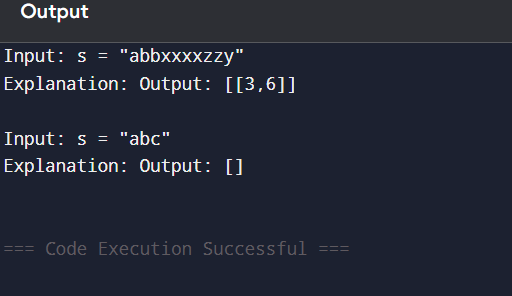 Output
Input: s = "abbxxxxzzy"
Explanation: Output: [[3,6]]
Input: s = "abc"
Explanation: Output: []
=== Code Execution Successful ===